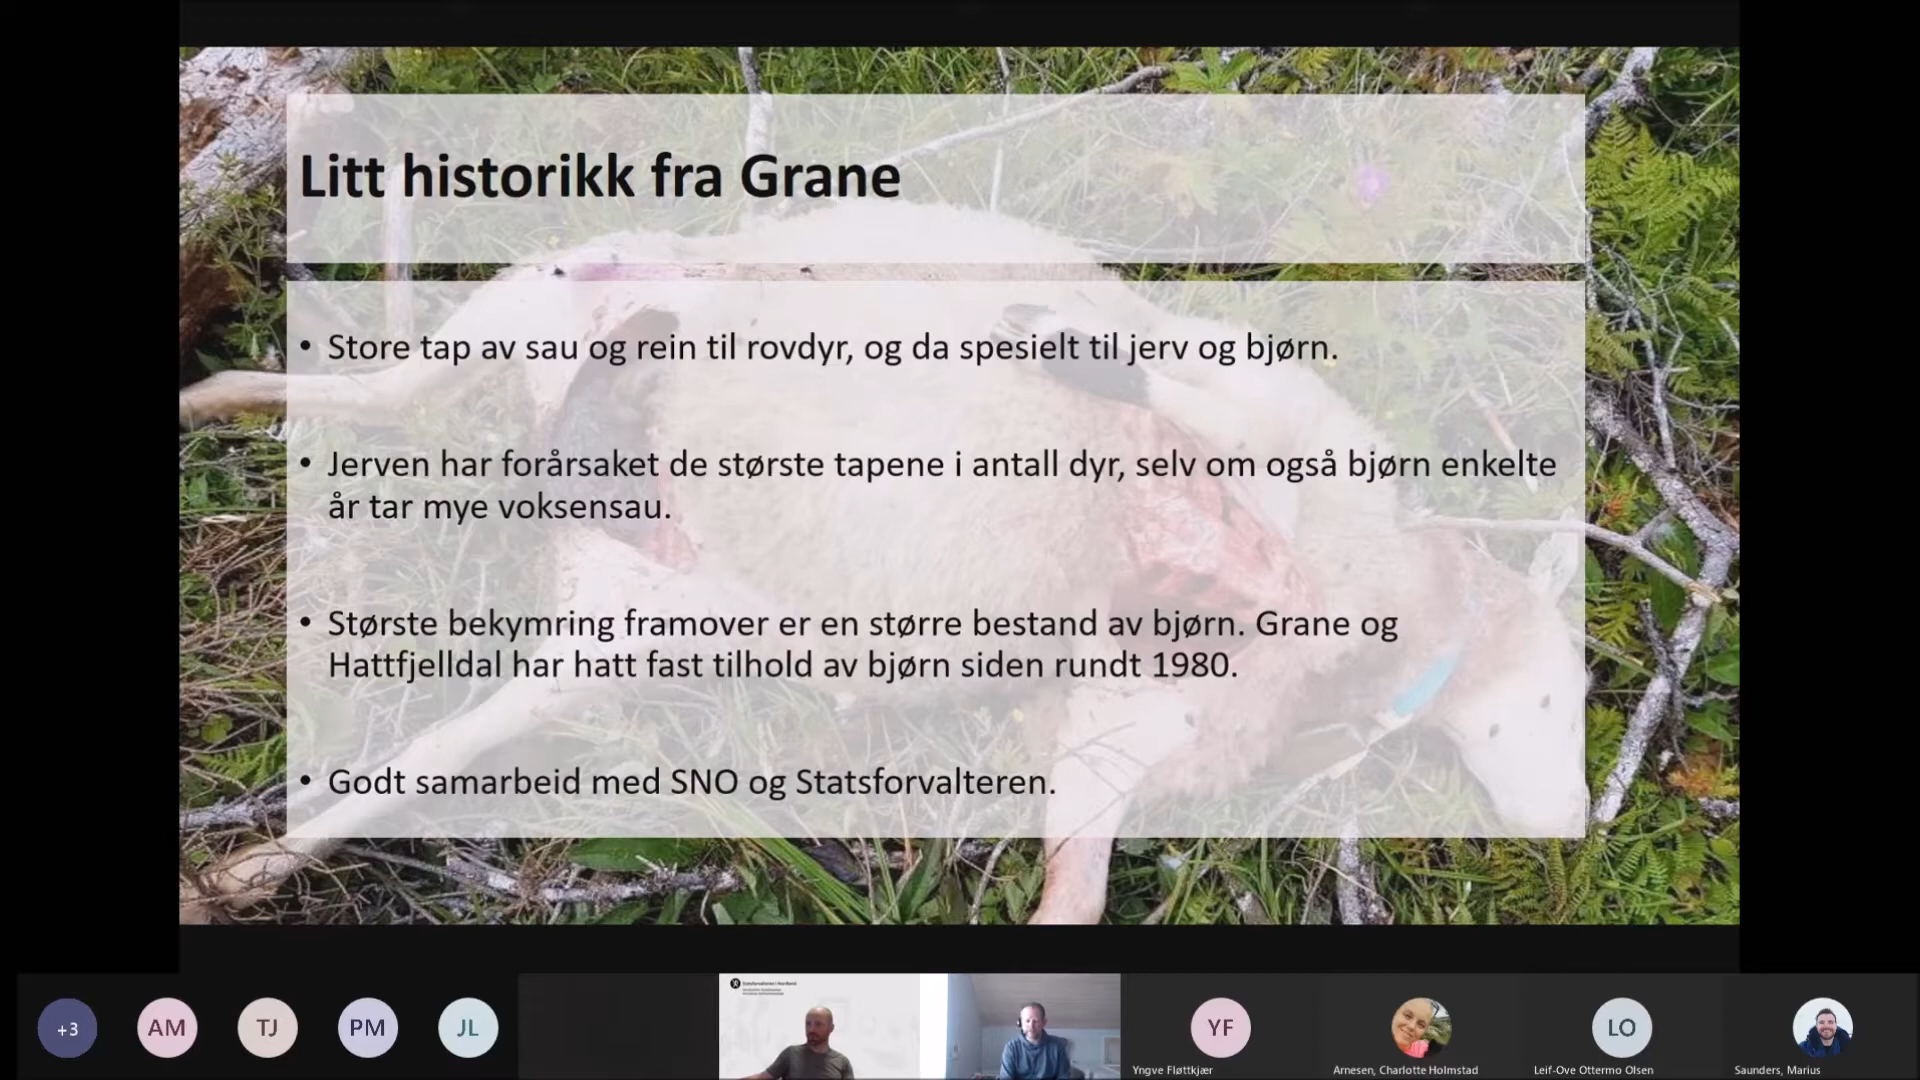 Litt historikk fra Grane
• Store tap av sau og rein til rovdyr, og da spesielt til jerv og bjørn.
• Jerven har forårsaket de største tapene i antall dyr, selv om også bjørn enkelte
år tar mye voksensau.
• Største bekymring framover er en større bestand av bjørn. Grane og
Hattfjelldal har hatt fast tilhold av bjørn siden rundt 1980.
• Godt samarbeid med SNO og Statsforvalteren.
+3
AM
TJ
PM
JL
YF
LO
Yngve Fløttkjær
Arnesen, Charlotte Holmstad
Leif-Ove Ottermo Olsen
Saunders, Marius